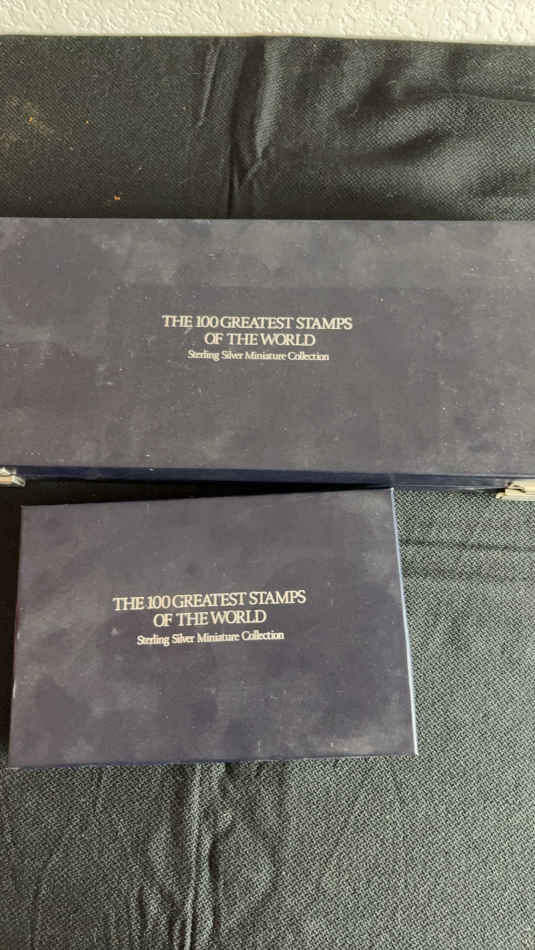 THE 100 GREATEST STAMPS
OF THE WORLD
Sterling Silver Miniature Collection
THE 100 GREATEST STAMPS
OF THE WORLD
Sterling Silver Miniature Collection